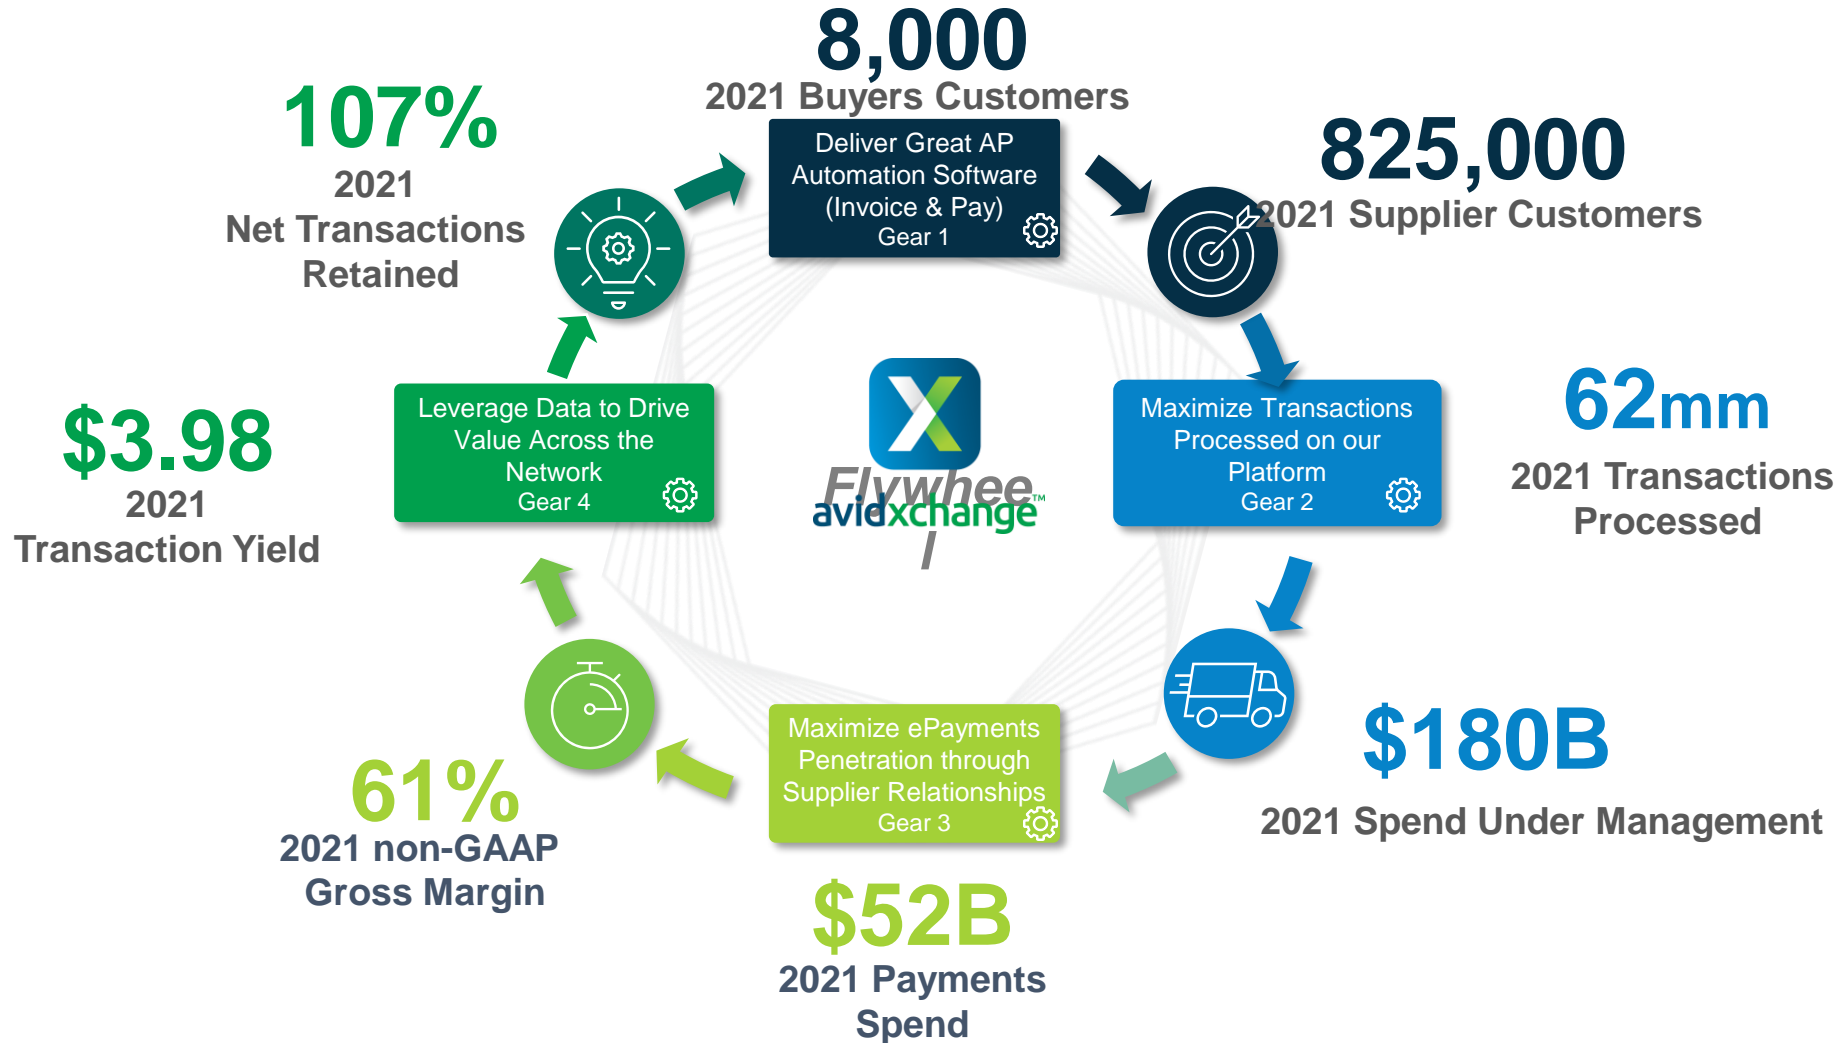 8,000
2021 Buyers Customers
Deliver Great AP
Automation Software
(Invoice & Pay)
Gear 1
825,000
2021 Supplier Customers
62mm
2021 Transactions
Processed
Maximize Transactions
Processed on our
Platform
Gear 2
$180B
2021 Spend Under Management
Maximize ePayments
Penetration through
Supplier Relationships
Gear 3
$52B
2021 Payments
Spend
61%
2021 non-GAAP
Gross Margin
Leverage Data to Drive
Value Across the
Network
Gear 4
$3.98
2021
Transaction Yield
107%
2021
Net Transactions
Retained
X
Flywhee
l
avidxchange™